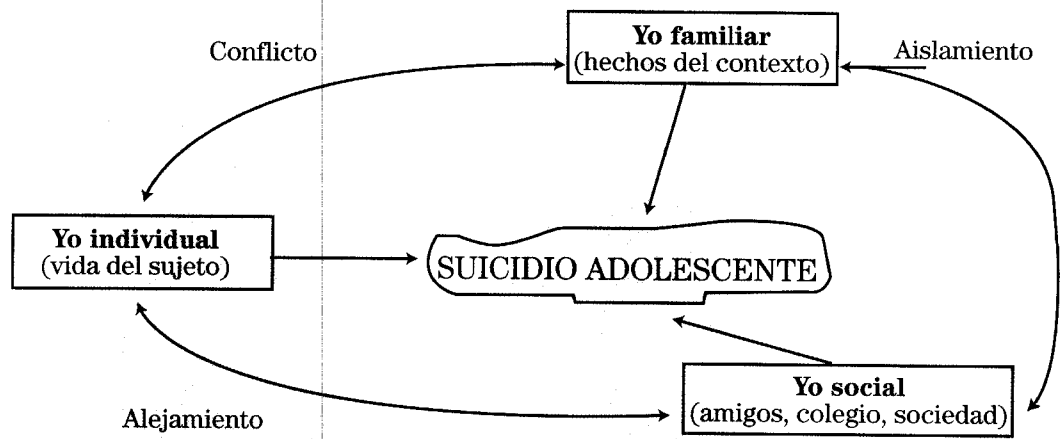 Yo familiar
(hechos del contexto)
Conflicto
Aislamiento
Yo individual
(vida del sujeto)
SUICIDIO ADOLESCENTE
Yo social
(amigos, colegio, sociedad)
Alejamiento